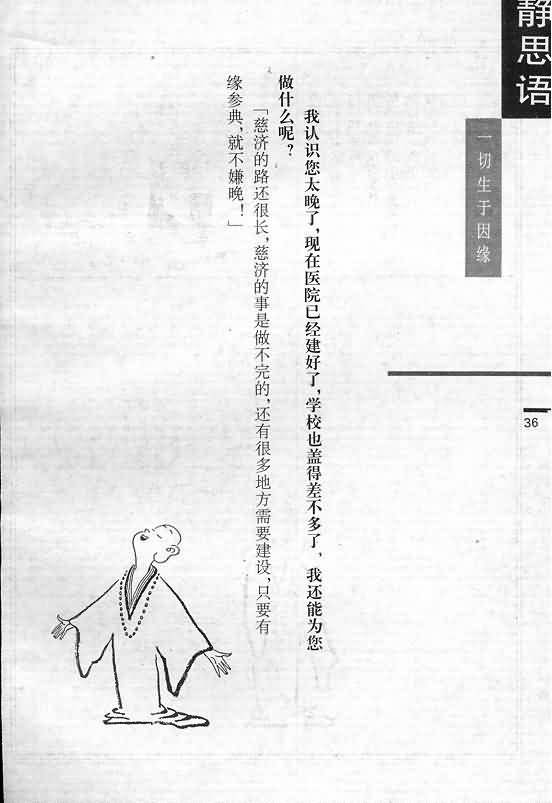 静思语
一切生于因缘
36
我认识您太晚了,现在医院已经建好了,学校也盖得差不多了,我还能为您
做什么呢?
「慈济的路还很长,慈济的事是做不完的,还有很多地方需要建设,只要有
缘参典,就不嫌晚!」